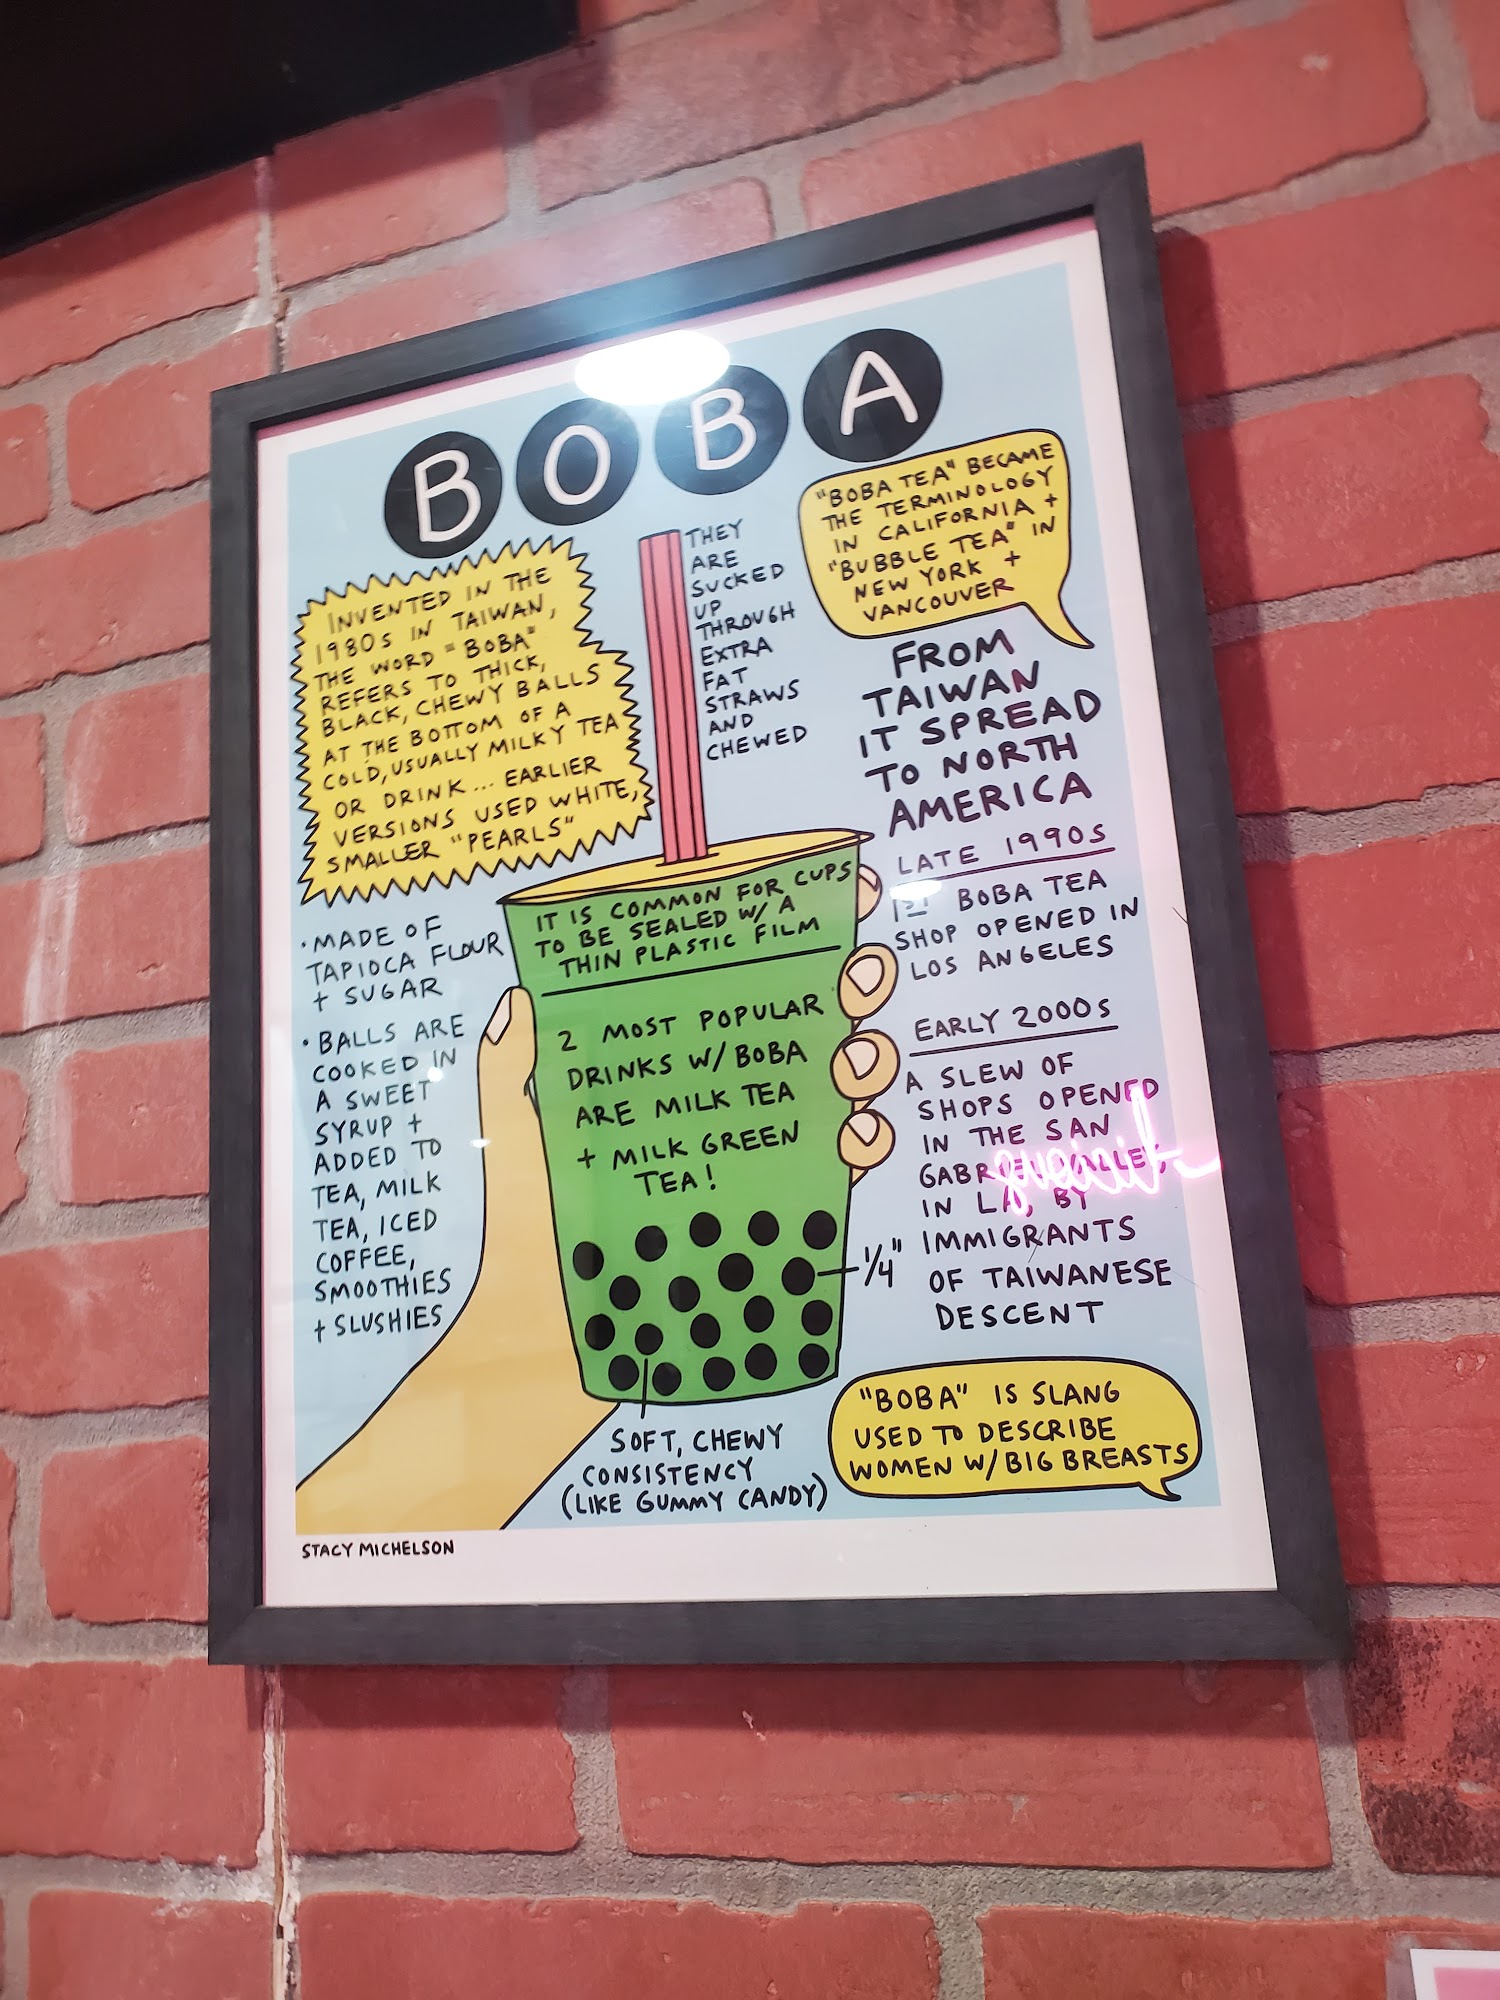 BOBA
INVENTED IN THE
1980s IN TAIWAN,
THE WORD "BOBA"
REFERS TO THICK,
BLACK, CHEWY BALLS
AT THE BOTTOM OF A
COLD, USUALLY MILKY TEA
OR DRINK... EARLIER
VERSIONS USED WHITE,
SMALLER "PEARLS"
THEY
ARE
SUCKED
UP
THROUGH
EXTRA
FAT
STRAWS
AND
CHEWED
"BOBA TEA" BECAME
THE TERMINOLOGY
IN CALIFORNIA +
"BUBBLE TEA" IN
NEW YORK +
VANCOUVER
FROM
TAIWAN
IT SPREAD
TO NORTH
AMERICA
LATE 1990s
1ST BOBA TEA
SHOP OPENED IN
LOS ANGELES
EARLY 2000s
A SLEW OF
SHOPS OPENED
IN THE SAN
GABRIEL VALLEY,
IN LA, BY
IMMIGRANTS
OF TAIWANESE
DESCENT
• MADE OF
TAPIOCA FLOUR
+ SUGAR
• BALLS ARE
COOKED IN
A SWEET
SYRUP +
ADDED TO
TEA, MILK
TEA, ICED
COFFEE,
SMOOTHIES
+ SLUSHIES
IT IS COMMON FOR CUPS
TO BE SEALED W/ A
THIN PLASTIC FILM
2 MOST POPULAR
DRINKS W/ BOBA
ARE MILK TEA
+ MILK GREEN
TEA!
1/4"
SOFT, CHEWY
CONSISTENCY
(LIKE GUMMY CANDY)
"BOBA" IS SLANG
USED TO DESCRIBE
WOMEN W/ BIG BREASTS
STACY MICHELSON